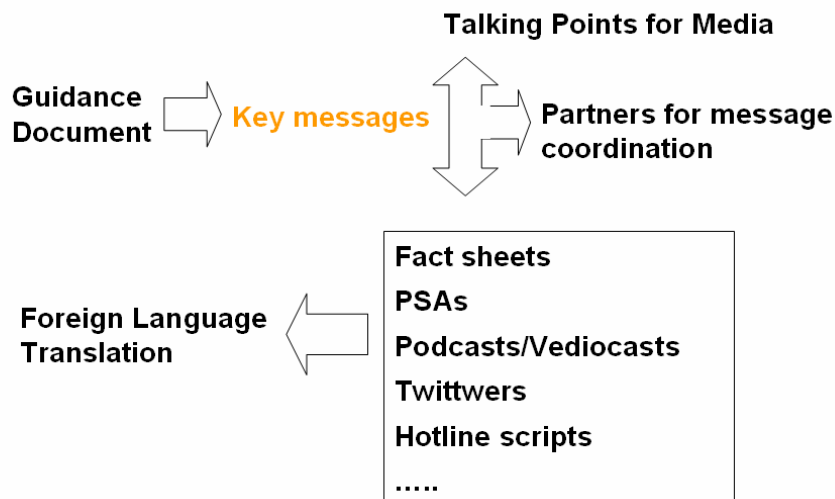 Talking Points for Media
Guidance
Document
Key messages
Partners for message
coordination
Fact sheets
PSAs
Podcasts/Vediocasts
Twittwers
Hotline scripts
.....
Foreign Language
Translation